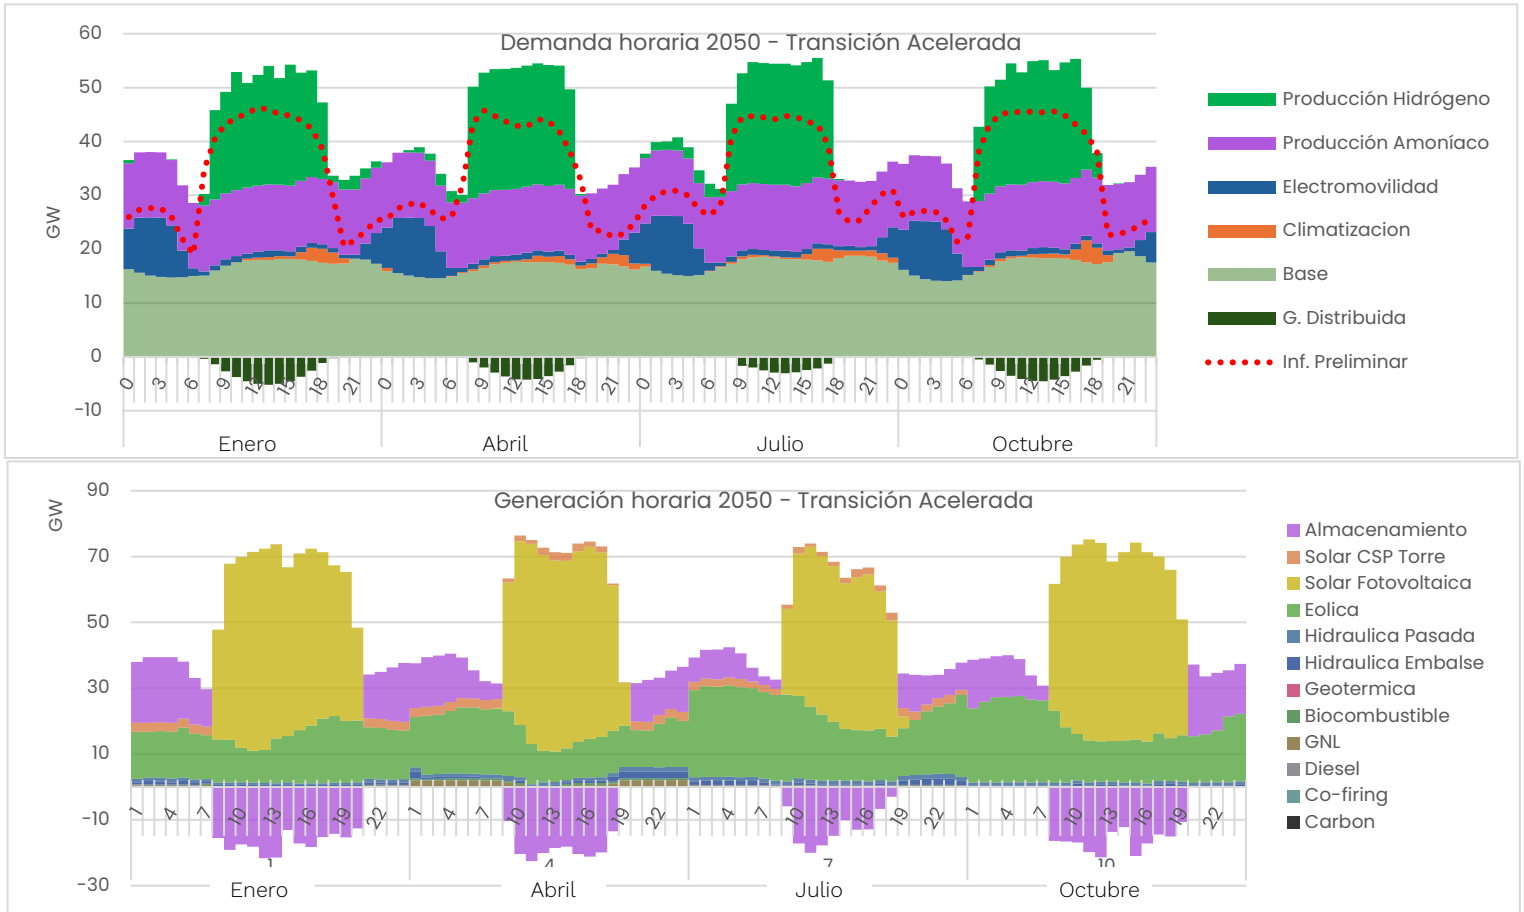 Demanda horaria 2050 - Transición Acelerada
60
50
40
30
20
10
0
−10
GW
0 3 6 9 12 15 18 21 0 3 6 9 12 15 18 21 0 3 6 9 12 15 18 21 0 3 6 9 12 15 18 21
Enero Abril Julio Octubre
Producción Hidrógeno
Producción Amoníaco
Electromovilidad
Climatizacion
Base
G. Distribuida
Inf. Preliminar
Generación horaria 2050 - Transición Acelerada
GW
90
70
50
30
10
−10
−30
1 4 7 10 13 16 19 22 1 4 7 10 13 16 19 22 1 4 7 10 13 16 19 22 1 4 7 10 13 16 19 22
1 4 7 10
Enero Abril Julio Octubre
Almacenamiento
Solar CSP Torre
Solar Fotovoltaica
Eolica
Hidraulica Pasada
Hidraulica Embalse
Geotermica
Biocombustible
GNL
Diesel
Co-firing
Carbon